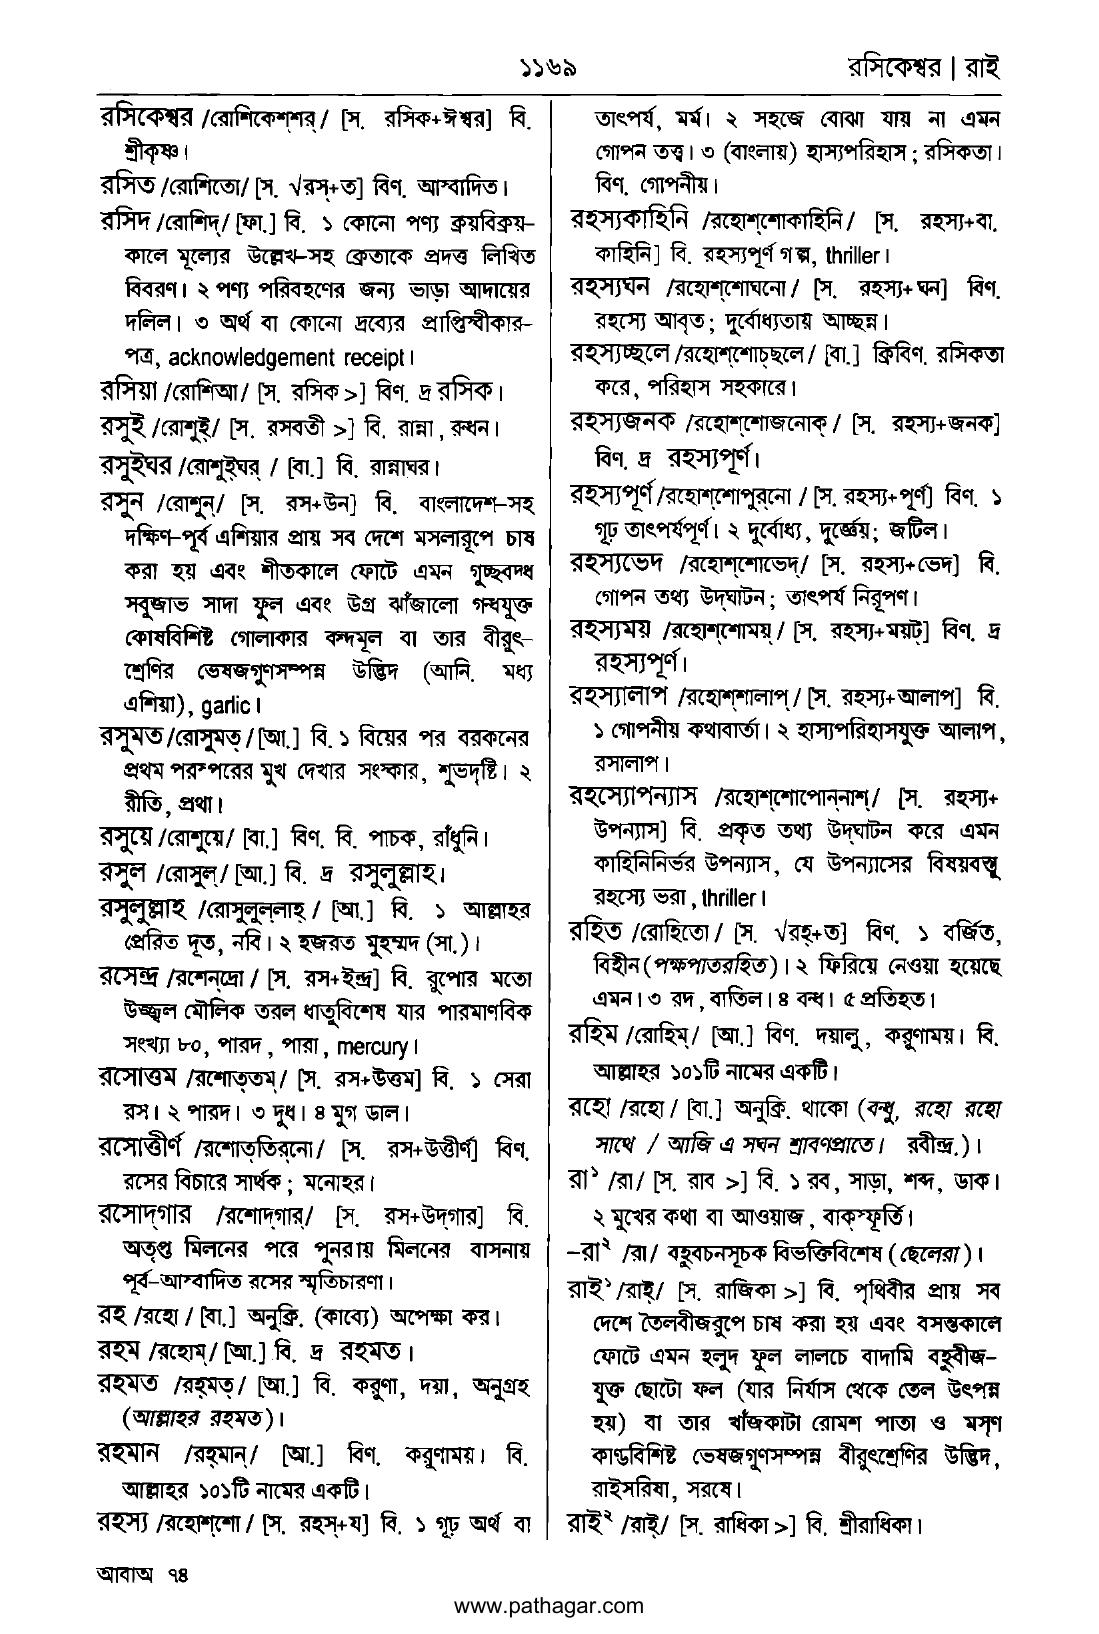 ১১৬৯
রসিকেশ্বর | রাই
রসিকেশ্বর /রোশিকেশ্‌শর্‌/ [স. রসিক+ঈশ্বর] বি.
শ্রীকৃষ্ণ।
রসিত /রোশিতো/ [স. √রস্‌+ত] বিণ. আস্বাদিত।
রসিদ /রোশিদ্‌/ [ফা.] বি. ১ কোনো পণ্য ক্রয়বিক্রয়–
কালে মূল্যের উল্লেখ–সহ ক্রেতাকে প্রদত্ত লিখিত
বিবরণ। ২ পণ্য পরিবহণের জন্য ভাড়া আদায়ের
দলিল। ৩ অর্থ বা কোনো দ্রব্যের প্রাপ্তিস্বীকার–
পত্র, acknowledgement receipt।
রসিয়া /রোশিআ/ [স. রসিক >] বিণ. দ্র রসিক।
রসুই /রোশুই্‌/ [স. রসবতী >] বি. রান্না, রন্ধন।
রসুইঘর /রোশুই্‌ঘর্‌ / [বা.] বি. রান্নাঘর।
রসুন /রোশুন্‌/ [স. রস+উন] বি. বাংলাদেশ–সহ
দক্ষিণ–পূর্ব এশিয়ার প্রায় সব দেশে মসলারূপে চাষ
করা হয় এবং শীতকালে ফোটে এমন গুচ্ছবদ্ধ
সবুজাভ সাদা ফুল এবং উগ্র ঝাঁজালো গন্ধযুক্ত
কোষবিশিষ্ট গোলাকার কন্দমূল বা তার বীরুৎ–
শ্রেণির ভেষজগুণসম্পন্ন উদ্ভিদ (আনি. মধ্য
এশিয়া), garlic।
রসুমত /রোসুমত্‌ / [আ.] বি. ১ বিয়ের পর বরকনের
প্রথম পরস্পরের মুখ দেখার সংস্কার, শুভদৃষ্টি। ২
রীতি, প্রথা।
রসুয়ে /রোশুয়ে/ [বা.] বিণ. বি. পাচক, রাঁধুনি।
রসুল /রোসুল্‌/ [আ.] বি. দ্র রসুলুল্লাহ।
রসুলুল্লাহ /রোসুলুল্‌লাহ্‌ / [আ.] বি. ১ আল্লাহর
প্রেরিত দূত, নবি। ২ হজরত মুহম্মদ (সা.)।
রসেন্দ্র /রশেন্‌দ্রো / [স. রস+ইন্দ্র] বি. রুপোর মতো
উজ্জ্বল মৌলিক তরল ধাতুবিশেষ যার পারমাণবিক
সংখ্যা ৮০, পারদ, পারা, mercury।
রসোত্তম /রশোত্‌তম্‌/ [স. রস+উত্তম] বি. ১ সেরা
রস। ২ পারদ। ৩ দুধ। ৪ মুগ ডাল।
রসোত্তীর্ণ /রশোত্‌তির্‌নো/ [স. রস+উত্তীর্ণ] বিণ.
রসের বিচারে সার্থক; মনোহর।
রসোদ্‌গার /রশোদ্‌গার্‌/ [স. রস+উদ্‌গার] বি.
অতৃপ্ত মিলনের পরে পুনরায় মিলনের বাসনায়
পূর্ব–আস্বাদিত রসের স্মৃতিচারণা।
রহ /রহো / [বা.] অনুক্রি. (কাব্যে) অপেক্ষা কর।
রহম /রহোম্‌/ [আ.] বি. দ্র রহমত।
রহমত /রহ্‌মত্‌/ [আ.] বি. করুণা, দয়া, অনুগ্রহ
(আল্লাহর রহমত)।
রহমান /রহ্‌মান্‌/ [আ.] বিণ. করুণাময়। বি.
আল্লাহর ১০১টি নামের একটি।
রহস্য /রহোশ্‌শো / [স. রহস্‌+য] বি. ১ গূঢ় অর্থ বা
তাৎপর্য, মর্ম। ২ সহজে বোঝা যায় না এমন
গোপন তত্ত্ব। ৩ (বাংলায়) হাস্যপরিহাস; রসিকতা।
বিণ. গোপনীয়।
রহস্যকাহিনি /রহোশ্‌শোকাহিনি/ [স. রহস্য+বা.
কাহিনি] বি. রহস্যপূর্ণ গল্প, thriller।
রহস্যঘন /রহোশ্‌শোঘনো/ [স. রহস্য+ঘন] বিণ.
রহস্যে আবৃত; দুর্বোধ্যতায় আচ্ছন্ন।
রহস্যচ্ছলে /রহোশ্‌শোচ্‌ছলে/ [বা.] ক্রিবিণ. রসিকতা
করে, পরিহাস সহকারে।
রহস্যজনক /রহোশ্‌শোজনোক্‌/ [স. রহস্য+জনক]
বিণ. দ্র রহস্যপূর্ণ।
রহস্যপূর্ণ /রহোশ্‌শোপুর্‌নো / [স. রহস্য+পূর্ণ] বিণ. ১
গূঢ় তাৎপর্যপূর্ণ। ২ দুর্বোধ্য, দুর্জ্ঞেয়; জটিল।
রহস্যভেদ /রহোশ্‌শোভেদ্‌/ [স. রহস্য+ভেদ] বি.
গোপন তথ্য উদ্‌ঘাটন; তাৎপর্য নিরূপণ।
রহস্যময় /রহোশ্‌শোময়্‌/ [স. রহস্য+ময়ট্‌] বিণ. দ্র
রহস্যপূর্ণ।
রহস্যালাপ /রহোশ্‌শালাপ্‌/ [স. রহস্য+আলাপ] বি.
১ গোপনীয় কথাবার্তা। ২ হাস্যপরিহাসযুক্ত আলাপ,
রসালাপ।
রহস্যোপন্যাস /রহোশ্‌শোপোন্‌নাশ্‌/ [স. রহস্য+
উপন্যাস] বি. প্রকৃত তথ্য উদ্‌ঘাটন করে এমন
কাহিনিনির্ভর উপন্যাস, যে উপন্যাসের বিষয়বস্তু
রহস্যে ভরা, thriller।
রহিত /রোহিতো/ [স. √রহ্‌+ত] বিণ. ১ বর্জিত,
বিহীন (পক্ষপাতরহিত)। ২ ফিরিয়ে নেওয়া হয়েছে
এমন। ৩ রদ, বাতিল। ৪ বন্ধ। ৫ প্রতিহত।
রহিম /রোহিম্‌/ [আ.] বিণ. দয়ালু, করুণাময়। বি.
আল্লাহর ১০১টি নামের একটি।
রহো /রহো / [বা.] অনুক্রি. থাকো (বন্ধু, রহো রহো
সাথে / আজি এ সঘন শ্রাবণপ্রাতে। রবীন্দ্র.)।
রা১ /রা/ [স. রাব >] বি. ১ রব, সাড়া, শব্দ, ডাক।
২ মুখের কথা বা আওয়াজ, বাক্‌স্ফূর্তি।
–রা২ /রা/ বহুবচনসূচক বিভক্তিবিশেষ (ছেলেরা)।
রাই১ /রাই্‌/ [স. রাজিকা >] বি. পৃথিবীর প্রায় সব
দেশে তৈলবীজরূপে চাষ করা হয় এবং বসন্তকালে
ফোটে এমন হলুদ ফুল লালচে বাদামি বহুবীজ–
যুক্ত ছোটো ফল (যার নির্যাস থেকে তেল উৎপন্ন
হয়) বা তার খাঁজকাটা রোমশ পাতা ও মসৃণ
কাণ্ডবিশিষ্ট ভেষজগুণসম্পন্ন বীরুৎশ্রেণির উদ্ভিদ,
রাইসরিষা, সরষে।
রাই২ /রাই্‌/ [স. রাধিকা >] বি. শ্রীরাধিকা।
আবাঅ ৭৪
www.pathagar.com